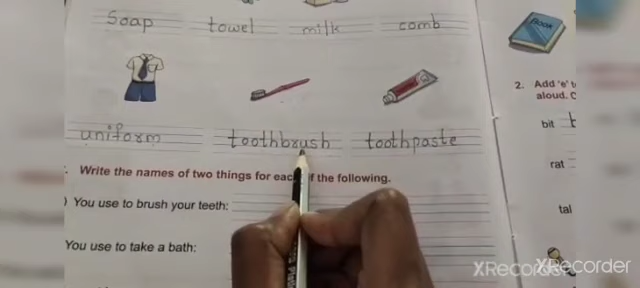 Soap towel milk comb
BOOK
uniform toothbrush toothpaste
Write the names of two things for each of the following.
You use to brush your teeth:
You use to take a bath:
2. Add 'e' t
aloud. C
bit
rat
tal
XRecorder
XRecorder